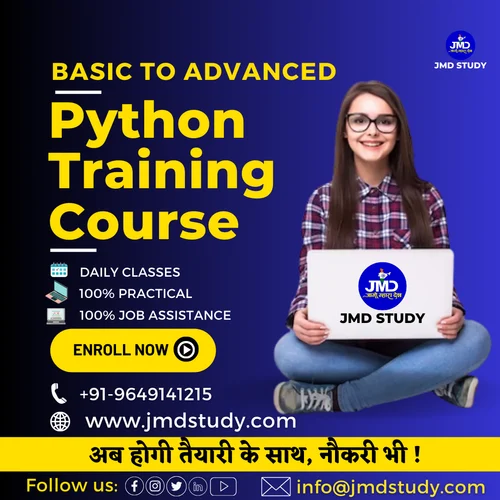 JMD
JMD STUDY
BASIC TO ADVANCED
Python
Training
Course
DAILY CLASSES
100% PRACTICAL
100% JOB ASSISTANCE
ENROLL NOW
JMD
JMD STUDY
+91-9649141215
www.jmdstudy.com
अब होगी तैयारी के साथ, नौकरी भी !
Follow us:
info@jmdstudy.com